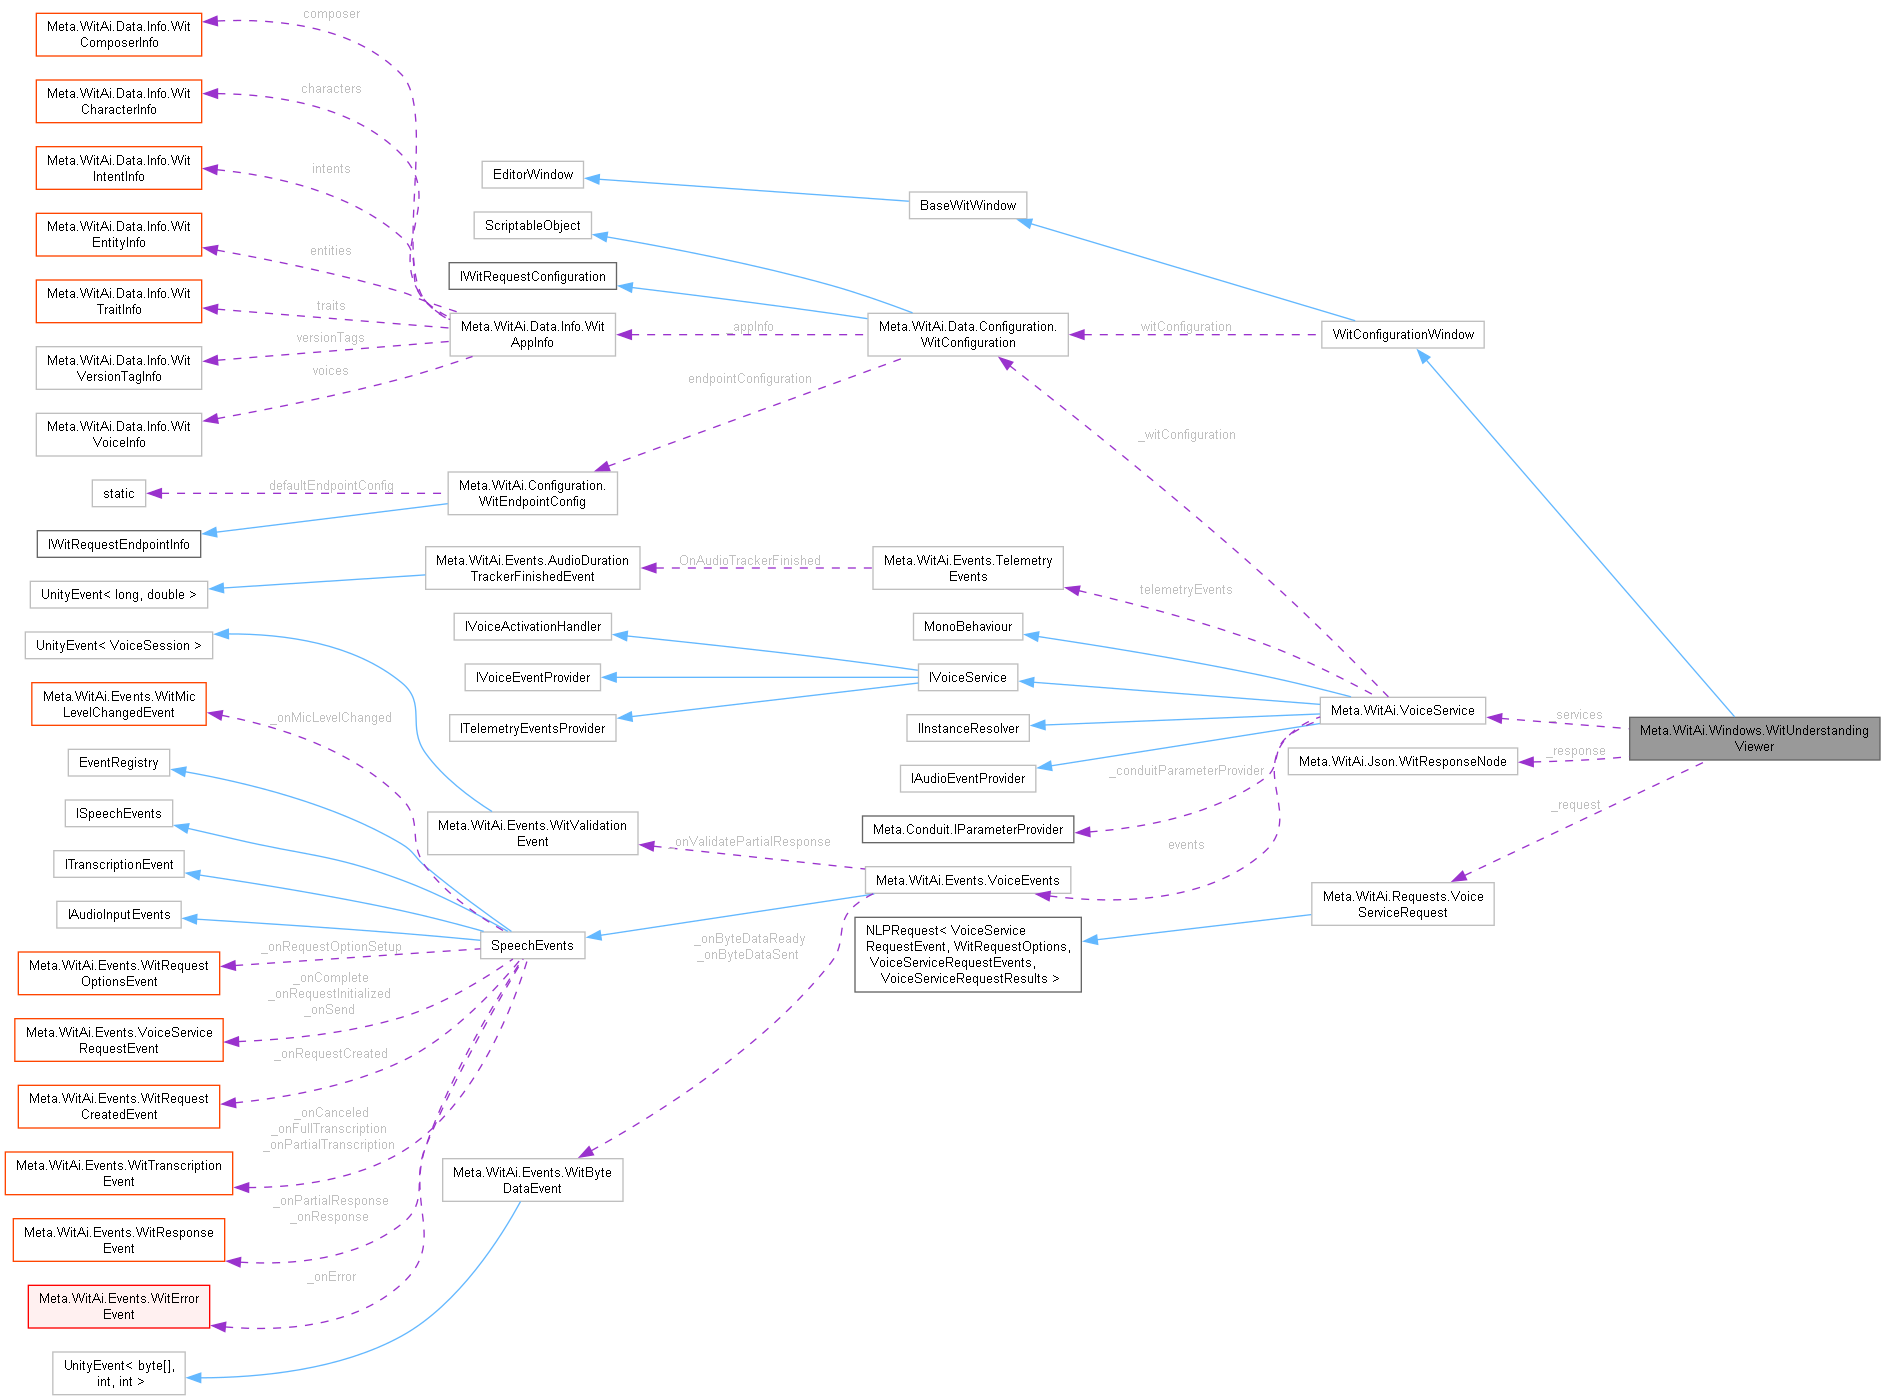 composer
Meta.WitAi.Data.Info.Wit
ComposerInfo
characters
Meta.WitAi.Data.Info.Wit
CharacterInfo
intents
Meta.WitAi.Data.Info.Wit
IntentInfo
entities
Meta.WitAi.Data.Info.Wit
EntityInfo
traits
Meta.WitAi.Data.Info.Wit
TraitInfo
versionTags
Meta.WitAi.Data.Info.Wit
VersionTagInfo
voices
Meta.WitAi.Data.Info.Wit
VoiceInfo
defaultEndpointConfig
static
IWitRequestEndpointInfo
UnityEvent< long, double >
UnityEvent< VoiceSession >
Meta.WitAi.Events.WitMic
LevelChangedEvent
_onMicLevelChanged
EventRegistry
ISpeechEvents
ITranscriptionEvent
IAudioInputEvents
_onRequestOptionSetup
Meta.WitAi.Events.WitRequest
OptionsEvent
_onComplete
_onRequestInitialized
_onSend
Meta.WitAi.Events.VoiceService
RequestEvent
_onRequestCreated
Meta.WitAi.Events.WitRequest
CreatedEvent
_onCanceled
_onFullTranscription
_onPartialTranscription
Meta.WitAi.Events.WitTranscription
Event
_onPartialResponse
_onResponse
Meta.WitAi.Events.WitResponse
Event
_onError
Meta.WitAi.Events.WitError
Event
UnityEvent< byte[],
int, int >
EditorWindow
ScriptableObject
IWitRequestConfiguration
Meta.WitAi.Data.Info.Wit
AppInfo
Meta.WitAi.Configuration.
WitEndpointConfig
Meta.WitAi.Events.AudioDuration
TrackerFinishedEvent
IVoiceActivationHandler
IVoiceEventProvider
ITelemetryEventsProvider
Meta.WitAi.Events.WitValidation
Event
SpeechEvents
Meta.WitAi.Events.WitByte
DataEvent
appInfo
endpointConfiguration
OnAudioTrackerFinished
_onValidatePartialResponse
_onByteDataReady
_onByteDataSent
BaseWitWindow
Meta.WitAi.Data.Configuration.
WitConfiguration
Meta.WitAi.Events.Telemetry
Events
MonoBehaviour
IVoiceService
IInstanceResolver
IAudioEventProvider
Meta.Conduit.IParameterProvider
Meta.WitAi.Events.VoiceEvents
NLPRequest< VoiceService
RequestEvent, WitRequestOptions,
VoiceServiceRequestEvents,
VoiceServiceRequestResults >
witConfiguration
_witConfiguration
telemetryEvents
_conduitParameterProvider
events
WitConfigurationWindow
Meta.WitAi.VoiceService
Meta.WitAi.Json.WitResponseNode
Meta.WitAi.Requests.Voice
ServiceRequest
services
_response
_request
Meta.WitAi.Windows.WitUnderstanding
Viewer